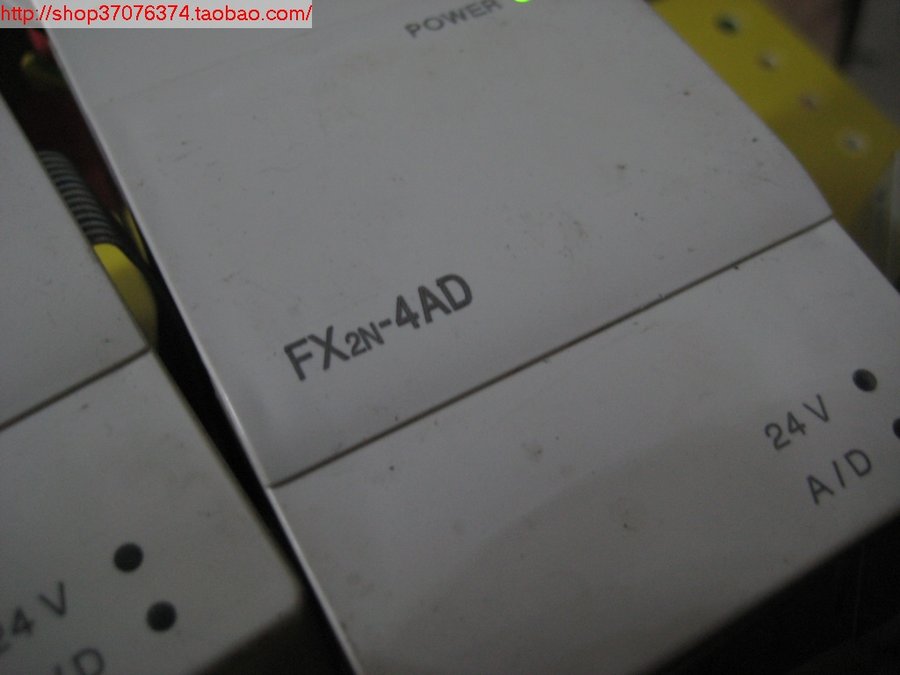 http://shop37076374.taobao.com/
POWER
FX2N-4AD
24V
A/D
24V
A/D